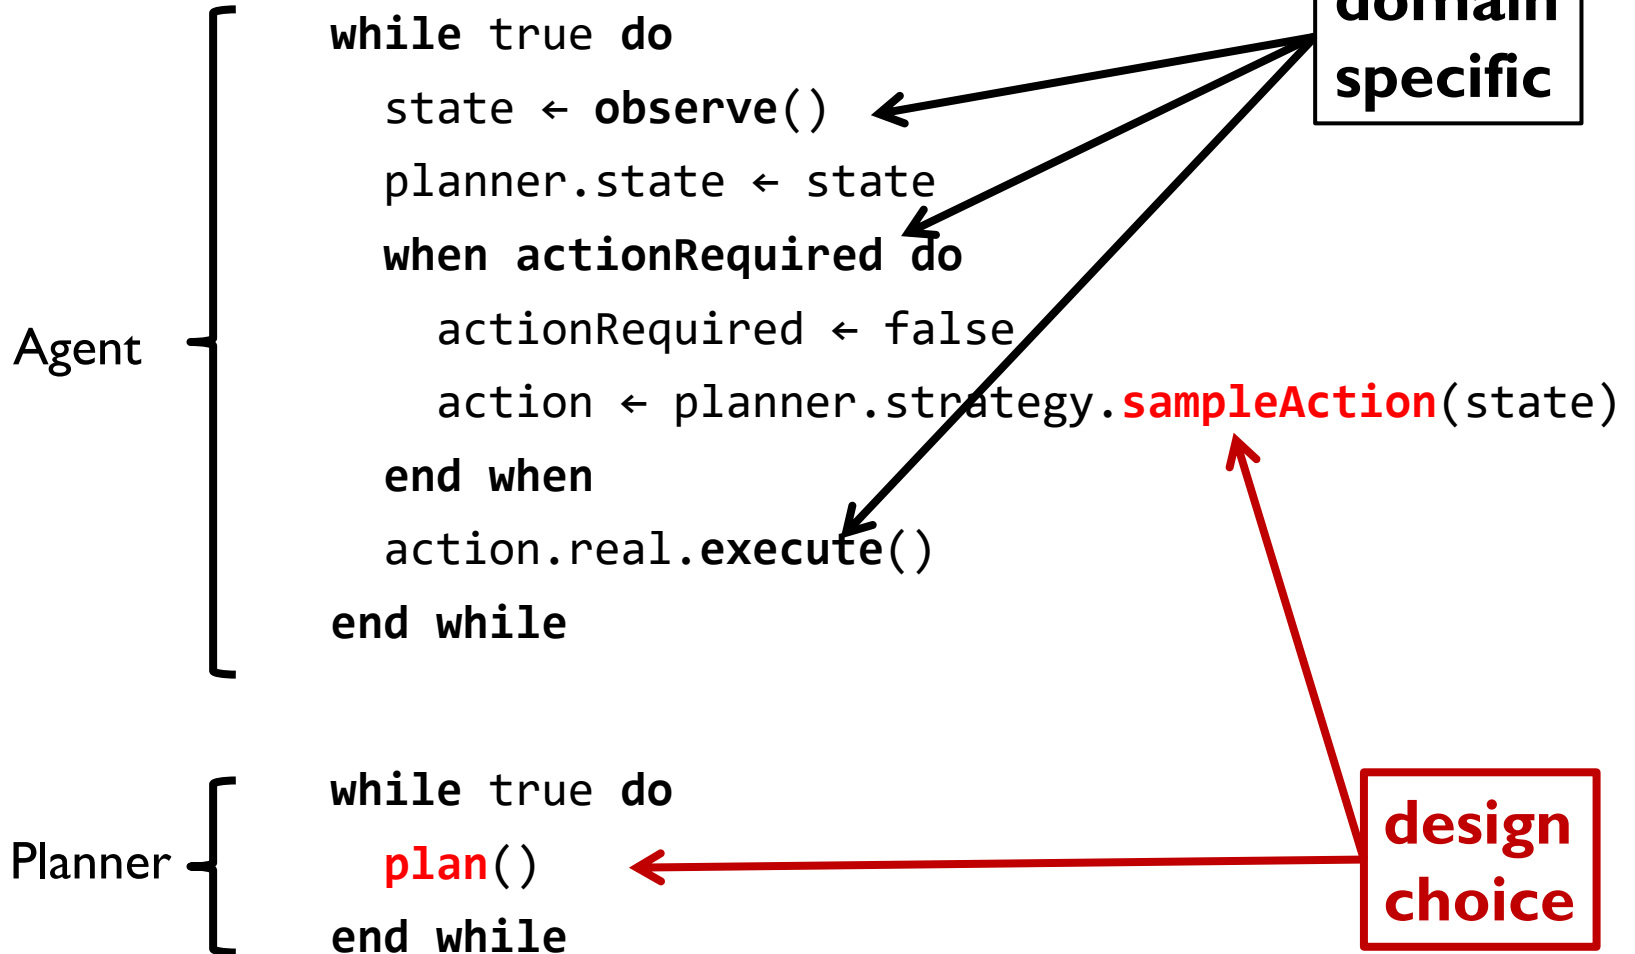 while true do
state ← observe()
planner.state ← state
when actionRequired do
actionRequired ← false
action ← planner.strategy.sampleAction(state)
end when
action.real.execute()
end while
Agent
domain
specific
while true do
plan()
end while
Planner
design
choice